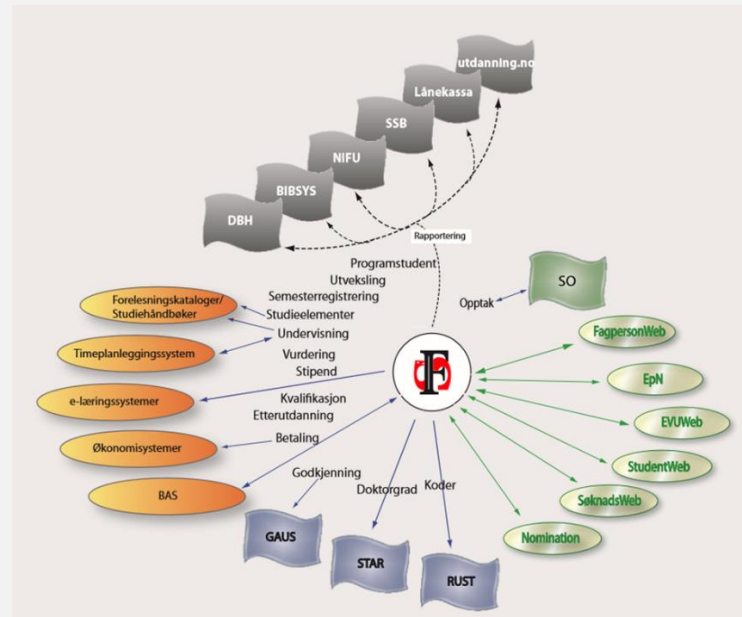 utdanning.no
Lånekassa
SSB
NIFU
BIBSYS
DBH
Rapportering
Programstudent
Utveksling
Semesterregistrering
Studieelementer
Undervisning
Vurdering
Stipend
Kvalifikasjon
Etterutdanning
Betaling
Godkjenning
Doktorgrad
Koder
Opptak
SO
Forelesningskataloger/
Studiehåndbøker
Timeplanleggingssystem
e-læringssystemer
Økonomisystemer
BAS
FS
FagpersonWeb
EpN
EVUWeb
StudentWeb
SøknadsWeb
Nomination
GAUS
STAR
RUST